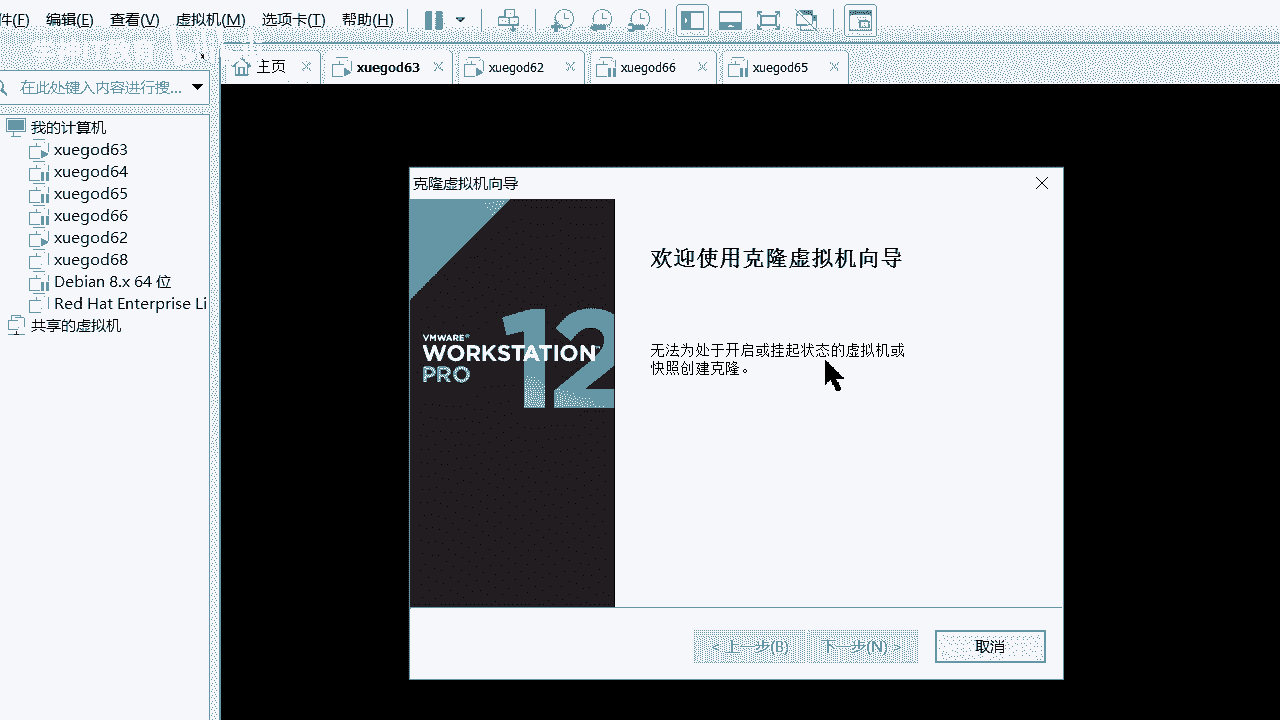 件(F) 编辑(E) 查看(V) 虚拟机(M) 选项卡(T) 帮助(H)
主页 xuegod63 xuegod62 xuegod66 xuegod65
在此处键入内容进行搜...
我的计算机
xuegod63
xuegod64
xuegod65
xuegod66
xuegod62
xuegod68
Debian 8.x 64 位
Red Hat Enterprise Li
共享的虚拟机
克隆虚拟机向导
VMWARE®
WORKSTATION™
PRO
12
欢迎使用克隆虚拟机向导
无法为处于开启或挂起状态的虚拟机或
快照创建克隆。
< 上一步(B) 下一步(N) > 取消